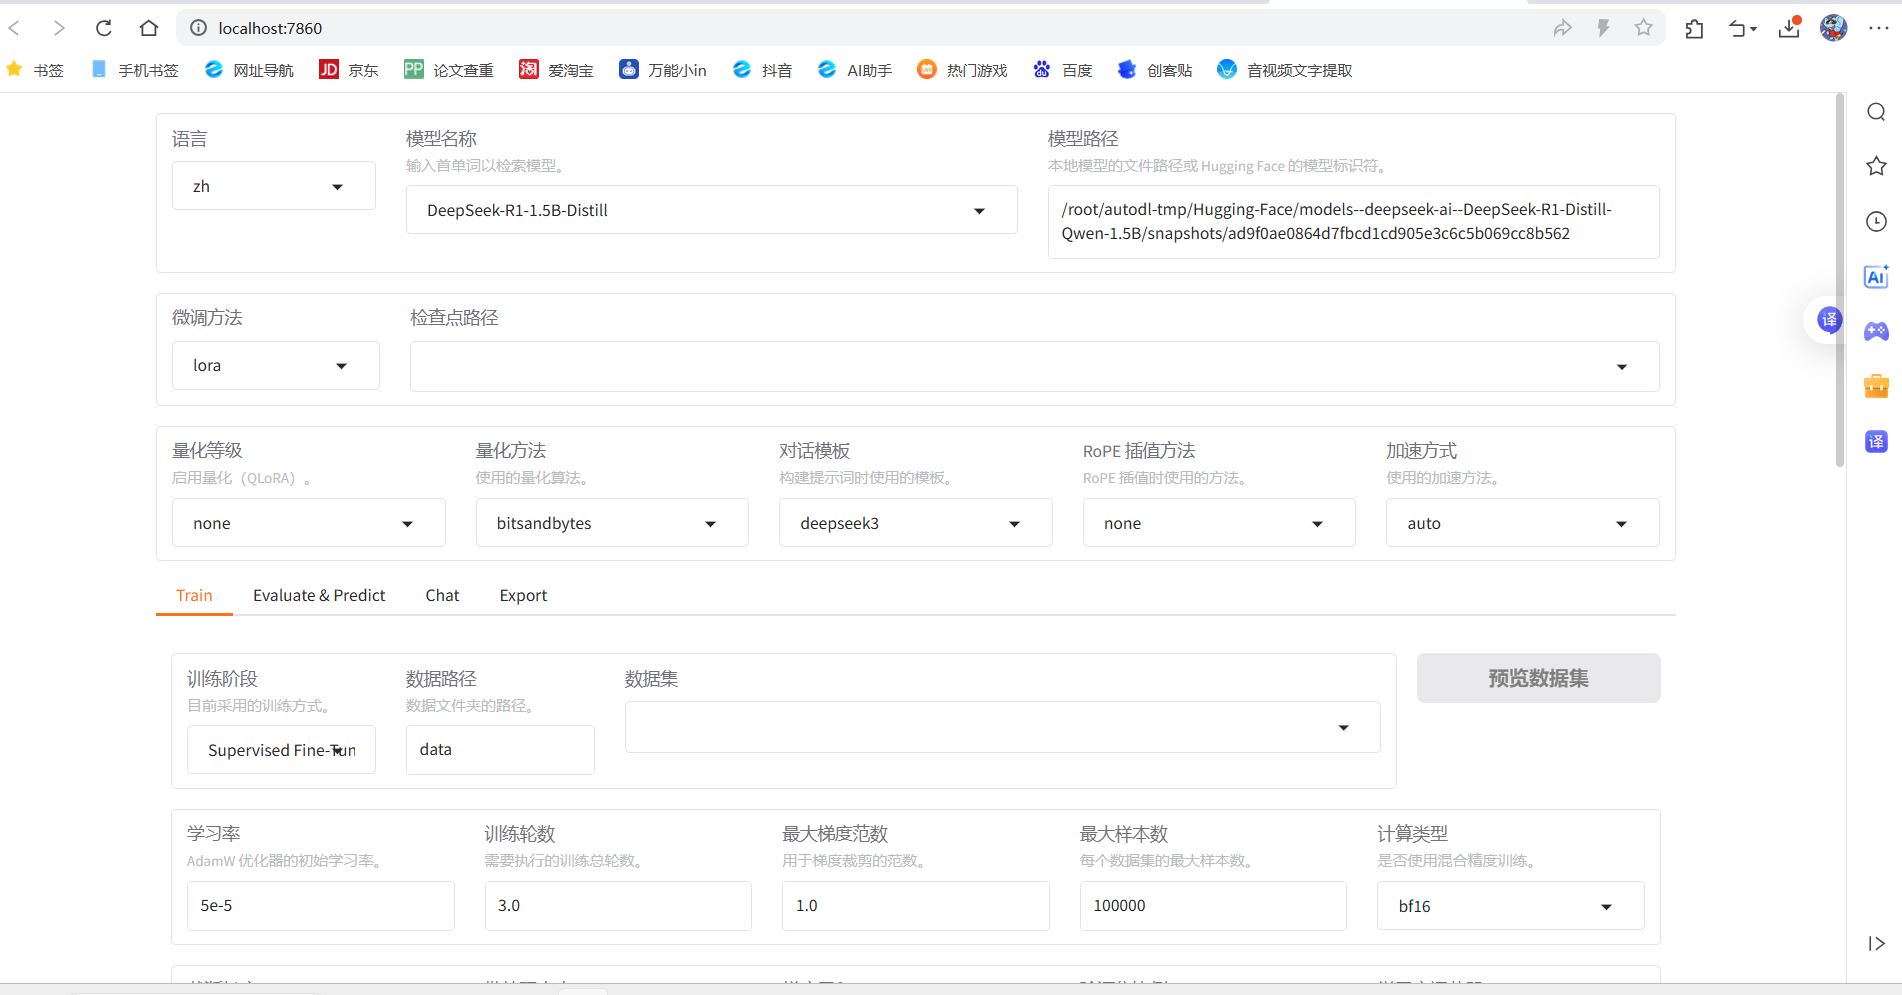 localhost:7860
书签
手机书签
网址导航
JD 京东
PP 论文查重
淘 爱淘宝
万能小in
抖音
AI助手
热门游戏
百度
创客贴
音视频文字提取
语言
zh
模型名称
输入首单词以检索模型。
DeepSeek-R1-1.5B-Distill
模型路径
本地模型的文件路径或 Hugging Face 的模型标识符。
/root/autodl-tmp/Hugging-Face/models--deepseek-ai--DeepSeek-R1-Distill-
Qwen-1.5B/snapshots/ad9f0ae0864d7fbcd1cd905e3c6c5b069cc8b562
微调方法
lora
检查点路径
量化等级
启用量化（QLoRA）。
none
量化方法
使用的量化算法。
bitsandbytes
对话模板
构建提示词时使用的模板。
deepseek3
RoPE 插值方法
RoPE 插值时使用的方法。
none
加速方式
使用的加速方法。
auto
Train
Evaluate & Predict
Chat
Export
训练阶段
目前采用的训练方式。
Supervised Fine-Tun
数据路径
数据文件夹的路径。
data
数据集
预览数据集
学习率
AdamW 优化器的初始学习率。
5e-5
训练轮数
需要执行的训练总轮数。
3.0
最大梯度范数
用于梯度裁剪的范数。
1.0
最大样本数
每个数据集的最大样本数。
100000
计算类型
是否使用混合精度训练。
bf16
AI
译
译